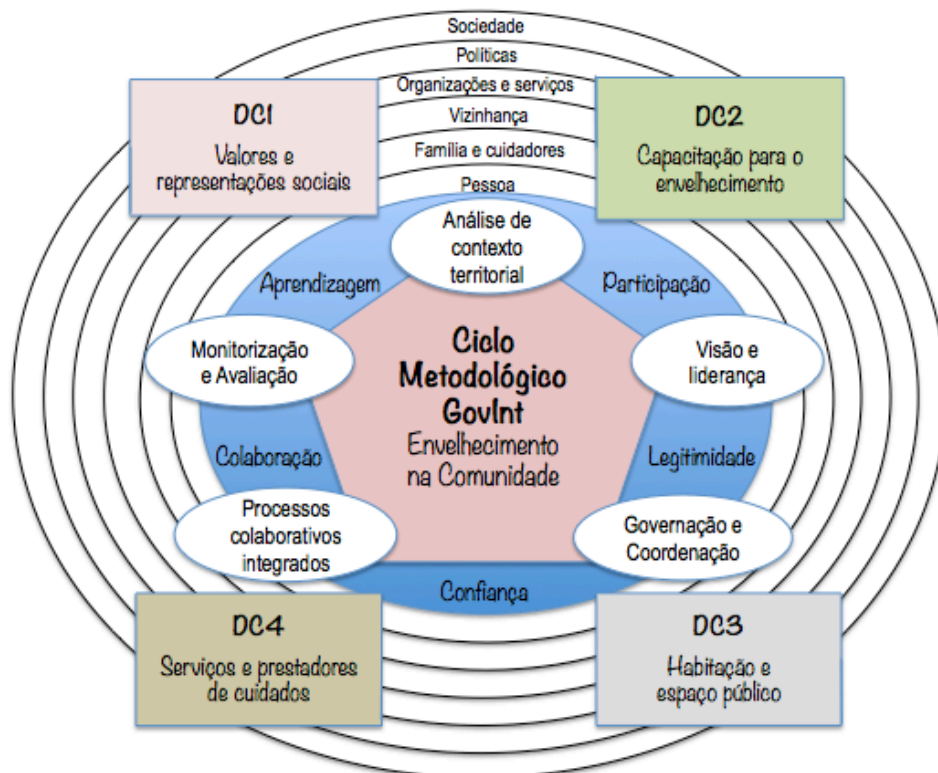 Sociedade
Políticas
Organizações e serviços
Vizinhança
Família e cuidadores
Pessoa
DC1
Valores e
representações sociais
DC2
Capacitação para o
envelhecimento
Análise de
contexto
territorial
Aprendizagem
Participação
Monitorização
e Avaliação
Visão e
liderança
Ciclo
Metodológico
GovInt
Envelhecimento
na Comunidade
Colaboração
Legitimidade
Processos
colaborativos
integrados
Governação e
Coordenação
Confiança
DC4
Serviços e prestadores
de cuidados
DC3
Habitação e
espaço público